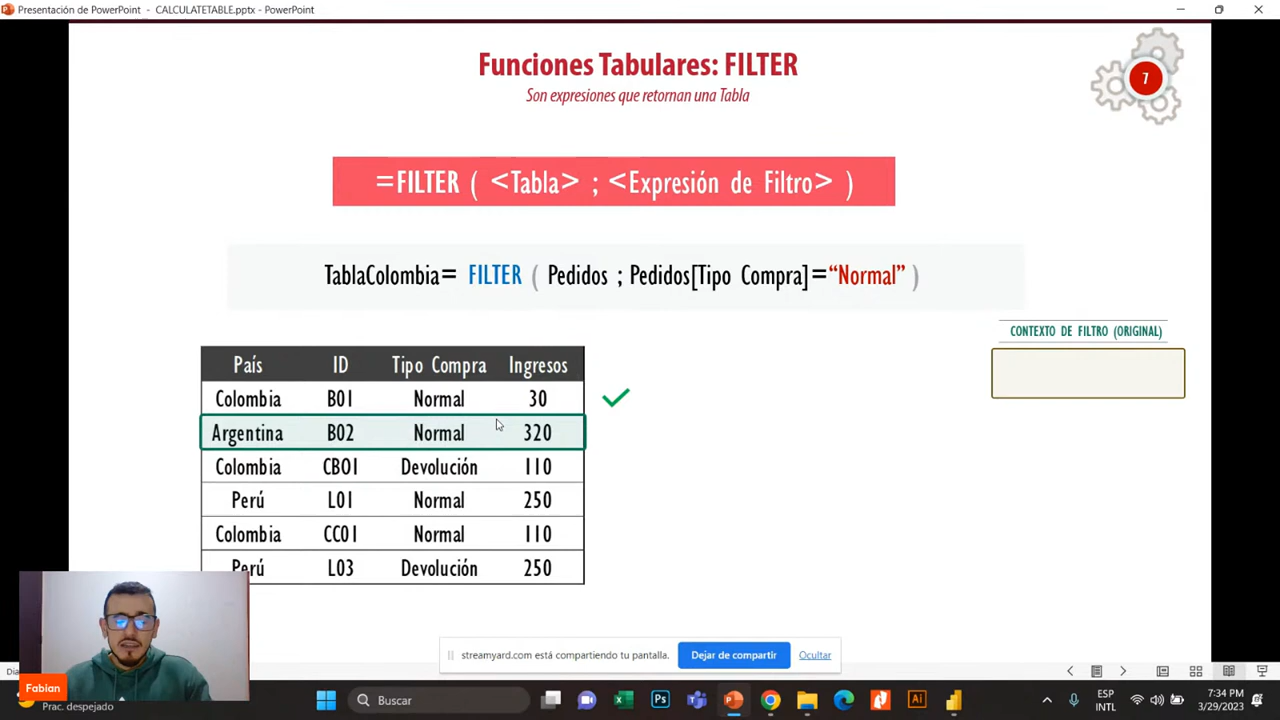 Presentación de PowerPoint - CALCULATETABLE.pptx - PowerPoint
Funciones Tabulares: FILTER
Son expresiones que retornan una Tabla
7
=FILTER ( <Tabla> ; <Expresión de Filtro> )
TablaColombia= FILTER ( Pedidos ; Pedidos[Tipo Compra]=“Normal” )
CONTEXTO DE FILTRO (ORIGINAL)
País ID Tipo Compra Ingresos
Colombia B01 Normal 30
Argentina B02 Normal 320
Colombia CB01 Devolución 110
Perú L01 Normal 250
Colombia CC01 Normal 110
Perú L03 Devolución 250
streamyard.com está compartiendo tu pantalla. Dejar de compartir Ocultar
Fabian
Prac. despejado
Buscar
Ps
Ai
ESP
INTL
7:34 PM
3/29/2023